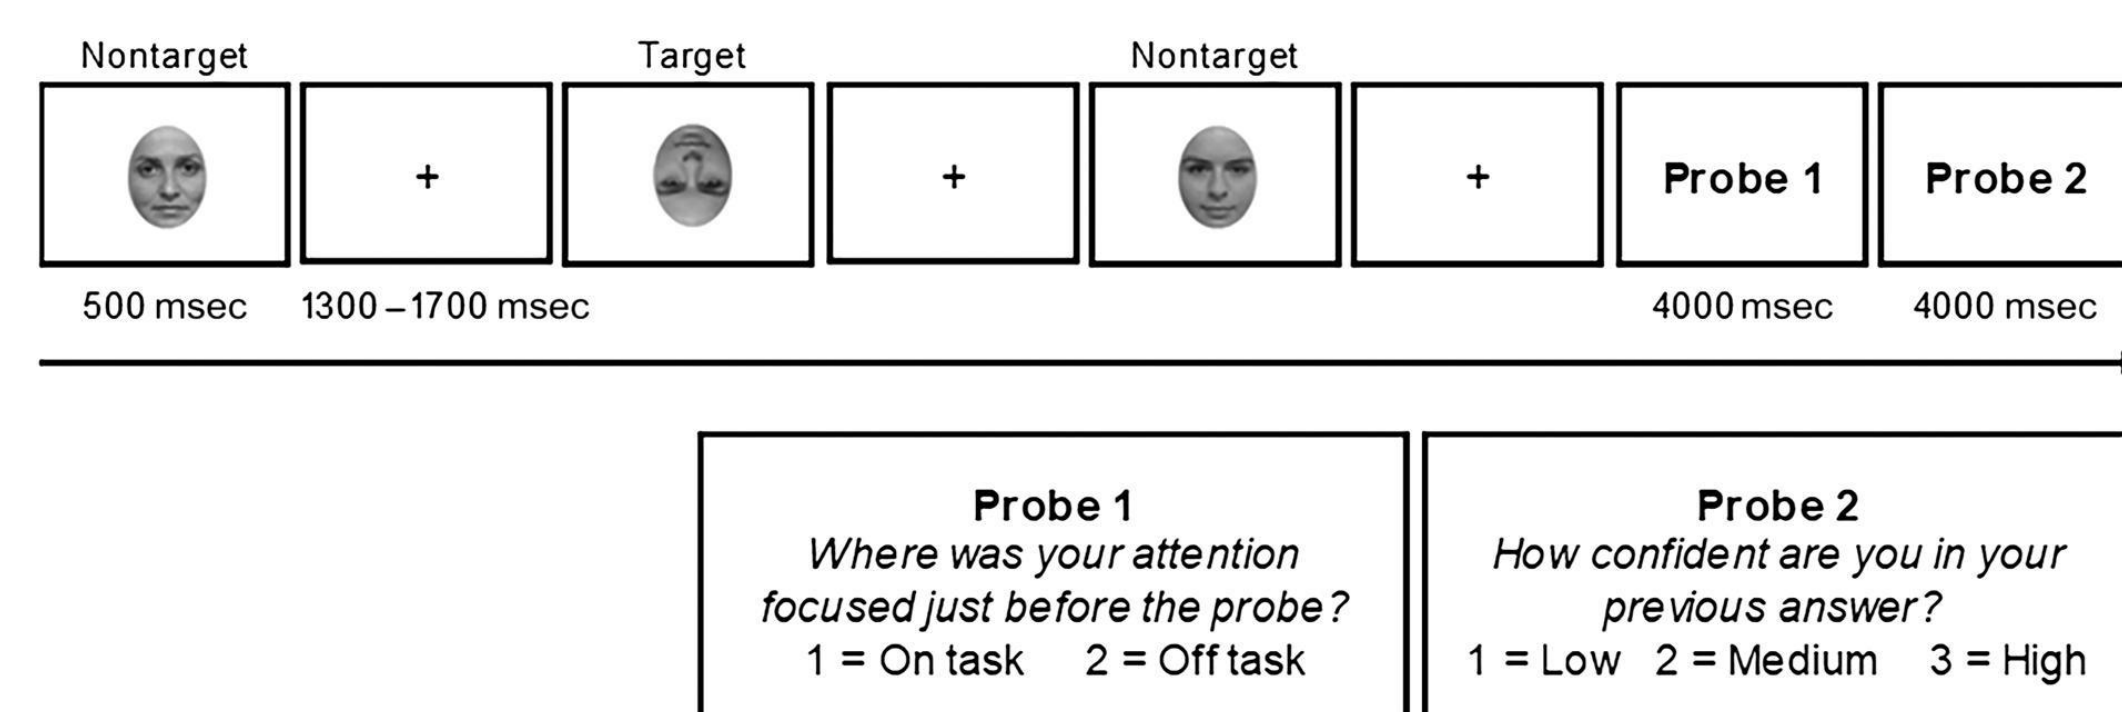 Nontarget Target Nontarget
+ + +
Probe 1 Probe 2
500 msec 1300–1700 msec 4000 msec 4000 msec
Probe 1
Where was your attention
focused just before the probe?
1 = On task 2 = Off task
Probe 2
How confident are you in your
previous answer?
1 = Low 2 = Medium 3 = High